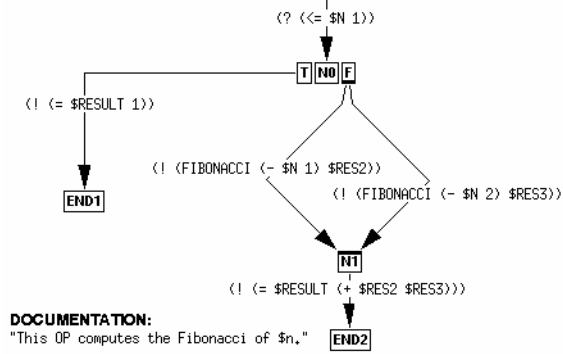 (? (<= $N 1))
T N0 F
(! (= $RESULT 1))
(! (FIBONACCI (- $N 1) $RES2))
(! (FIBONACCI (- $N 2) $RES3))
END1
N1
(! (= $RESULT (+ $RES2 $RES3)))
DOCUMENTATION:
"This OP computes the Fibonacci of $n."
END2